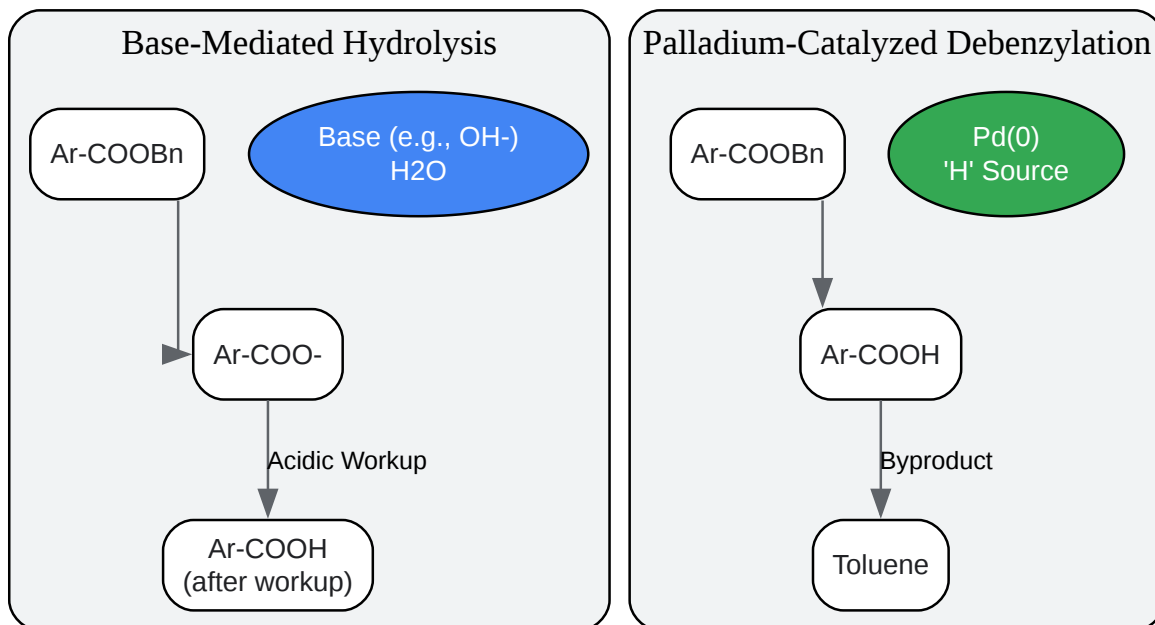 Base-Mediated Hydrolysis
Ar-COOBn
Base (e.g., OH-)
H2O
Ar-COO-
Acidic Workup
Ar-COOH
(after workup)
Palladium-Catalyzed Debenzylation
Ar-COOBn
Pd(0)
'H' Source
Ar-COOH
Byproduct
Toluene